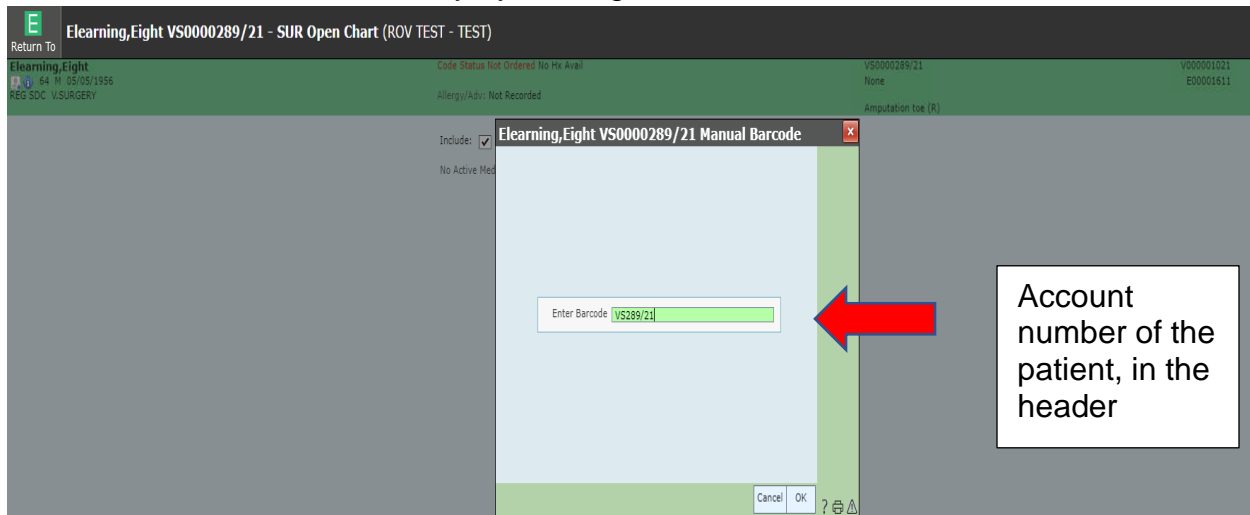 E
Return To
Elearning,Eight VS0000289/21 - SUR Open Chart (ROV TEST - TEST)
Elearning,Eight
64 M 05/05/1956
REG SDC V.SURGERY
Code Status Not Ordered No Hx Avail
Allergy/Adv: Not Recorded
VS0000289/21
None
Amputation toe (R)
V000001021
E00001611
Include:
No Active Med
Elearning,Eight VS0000289/21 Manual Barcode
x
Enter Barcode VS289/21
Cancel OK ?
Account
number of the
patient, in the
header